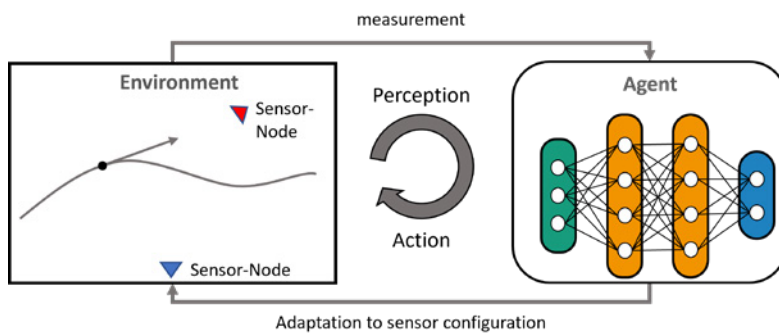 measurement
Environment
Sensor-
Node
Perception
Action
Agent
Sensor-Node
Adaptation to sensor configuration